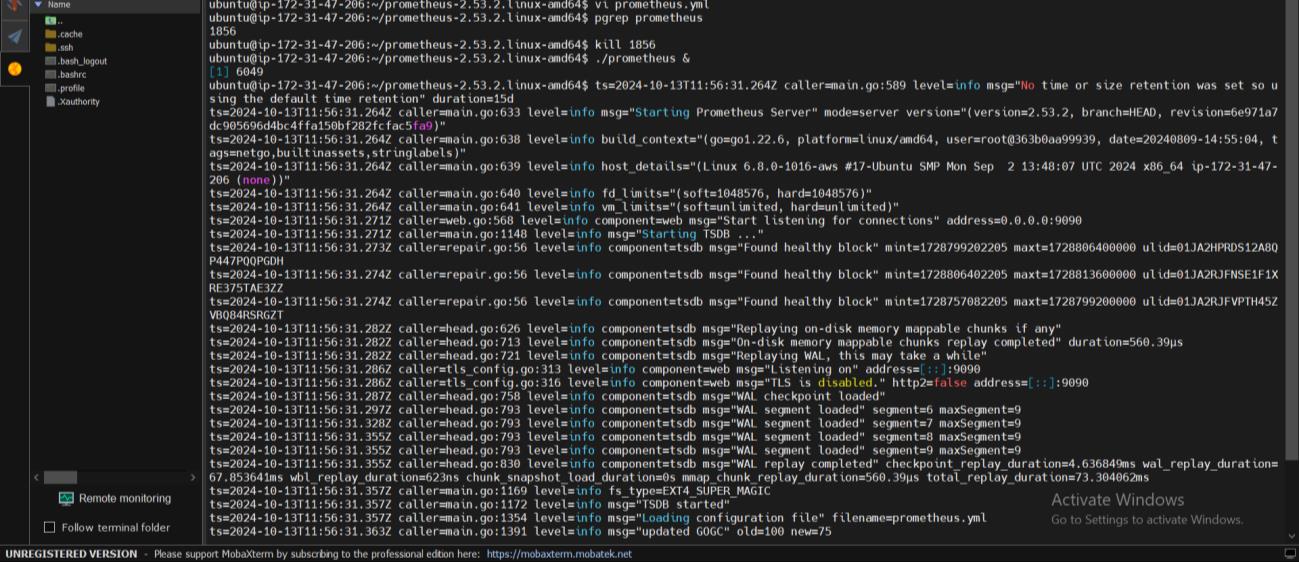 Name
..
.cache
.ssh
.bash_logout
.bashrc
.profile
.Xauthority
Remote monitoring
Follow terminal folder
ubuntu@ip-172-31-47-206:~/prometheus-2.53.2.linux-amd64$ vi prometheus.yml
ubuntu@ip-172-31-47-206:~/prometheus-2.53.2.linux-amd64$ pgrep prometheus
1856
ubuntu@ip-172-31-47-206:~/prometheus-2.53.2.linux-amd64$ kill 1856
ubuntu@ip-172-31-47-206:~/prometheus-2.53.2.linux-amd64$ ./prometheus &
[1] 6049
ubuntu@ip-172-31-47-206:~/prometheus-2.53.2.linux-amd64$ ts=2024-10-13T11:56:31.264Z caller=main.go:589 level=info msg="No time or size retention was set so u
sing the default time retention" duration=15d
ts=2024-10-13T11:56:31.264Z caller=main.go:633 level=info msg="Starting Prometheus Server" mode=server version="(version=2.53.2, branch=HEAD, revision=6e971a7
dc905696d4bc4ffa150bf282fcfac5fa9)"
ts=2024-10-13T11:56:31.264Z caller=main.go:638 level=info build_context="(go=go1.22.6, platform=linux/amd64, user=root@363b0aa99939, date=20240809-14:55:04, t
ags=netgo,builtinassets,stringlabels)"
ts=2024-10-13T11:56:31.264Z caller=main.go:639 level=info host_details="(Linux 6.8.0-1016-aws #17-Ubuntu SMP Mon Sep  2 13:48:07 UTC 2024 x86_64 ip-172-31-47-
206 (none))"
ts=2024-10-13T11:56:31.264Z caller=main.go:640 level=info fd_limits="(soft=1048576, hard=1048576)"
ts=2024-10-13T11:56:31.264Z caller=main.go:641 level=info vm_limits="(soft=unlimited, hard=unlimited)"
ts=2024-10-13T11:56:31.271Z caller=web.go:568 level=info component=web msg="Start listening for connections" address=0.0.0.0:9090
ts=2024-10-13T11:56:31.271Z caller=main.go:1148 level=info msg="Starting TSDB ..."
ts=2024-10-13T11:56:31.273Z caller=repair.go:56 level=info component=tsdb msg="Found healthy block" mint=1728799202205 maxt=1728806400000 ulid=01JA2HPRDS12A8Q
P447PQQPGDH
ts=2024-10-13T11:56:31.274Z caller=repair.go:56 level=info component=tsdb msg="Found healthy block" mint=1728806402205 maxt=1728813600000 ulid=01JA2RJFNSE1F1X
RE375TAE3ZZ
ts=2024-10-13T11:56:31.274Z caller=repair.go:56 level=info component=tsdb msg="Found healthy block" mint=1728757082205 maxt=1728799200000 ulid=01JA2RJFVPTH45Z
VBQ84RSRGZT
ts=2024-10-13T11:56:31.282Z caller=head.go:626 level=info component=tsdb msg="Replaying on-disk memory mappable chunks if any"
ts=2024-10-13T11:56:31.282Z caller=head.go:713 level=info component=tsdb msg="On-disk memory mappable chunks replay completed" duration=560.39µs
ts=2024-10-13T11:56:31.282Z caller=head.go:721 level=info component=tsdb msg="Replaying WAL, this may take a while"
ts=2024-10-13T11:56:31.286Z caller=tls_config.go:313 level=info component=web msg="Listening on" address=[::]:9090
ts=2024-10-13T11:56:31.286Z caller=tls_config.go:316 level=info component=web msg="TLS is disabled." http2=false address=[::]:9090
ts=2024-10-13T11:56:31.287Z caller=head.go:758 level=info component=tsdb msg="WAL checkpoint loaded"
ts=2024-10-13T11:56:31.297Z caller=head.go:793 level=info component=tsdb msg="WAL segment loaded" segment=6 maxSegment=9
ts=2024-10-13T11:56:31.328Z caller=head.go:793 level=info component=tsdb msg="WAL segment loaded" segment=7 maxSegment=9
ts=2024-10-13T11:56:31.355Z caller=head.go:793 level=info component=tsdb msg="WAL segment loaded" segment=8 maxSegment=9
ts=2024-10-13T11:56:31.355Z caller=head.go:793 level=info component=tsdb msg="WAL segment loaded" segment=9 maxSegment=9
ts=2024-10-13T11:56:31.355Z caller=head.go:830 level=info component=tsdb msg="WAL replay completed" checkpoint_replay_duration=4.636849ms wal_replay_duration=
67.853641ms wbl_replay_duration=623ns chunk_snapshot_load_duration=0s mmap_chunk_replay_duration=560.39µs total_replay_duration=73.304062ms
ts=2024-10-13T11:56:31.357Z caller=main.go:1169 level=info fs_type=EXT4_SUPER_MAGIC
ts=2024-10-13T11:56:31.357Z caller=main.go:1172 level=info msg="TSDB started"
ts=2024-10-13T11:56:31.357Z caller=main.go:1354 level=info msg="Loading configuration file" filename=prometheus.yml
ts=2024-10-13T11:56:31.363Z caller=main.go:1391 level=info msg="updated GOGC" old=100 new=75
Activate Windows
Go to Settings to activate Windows.
UNREGISTERED VERSION - Please support MobaXterm by subscribing to the professional edition here: https://mobaxterm.mobatek.net